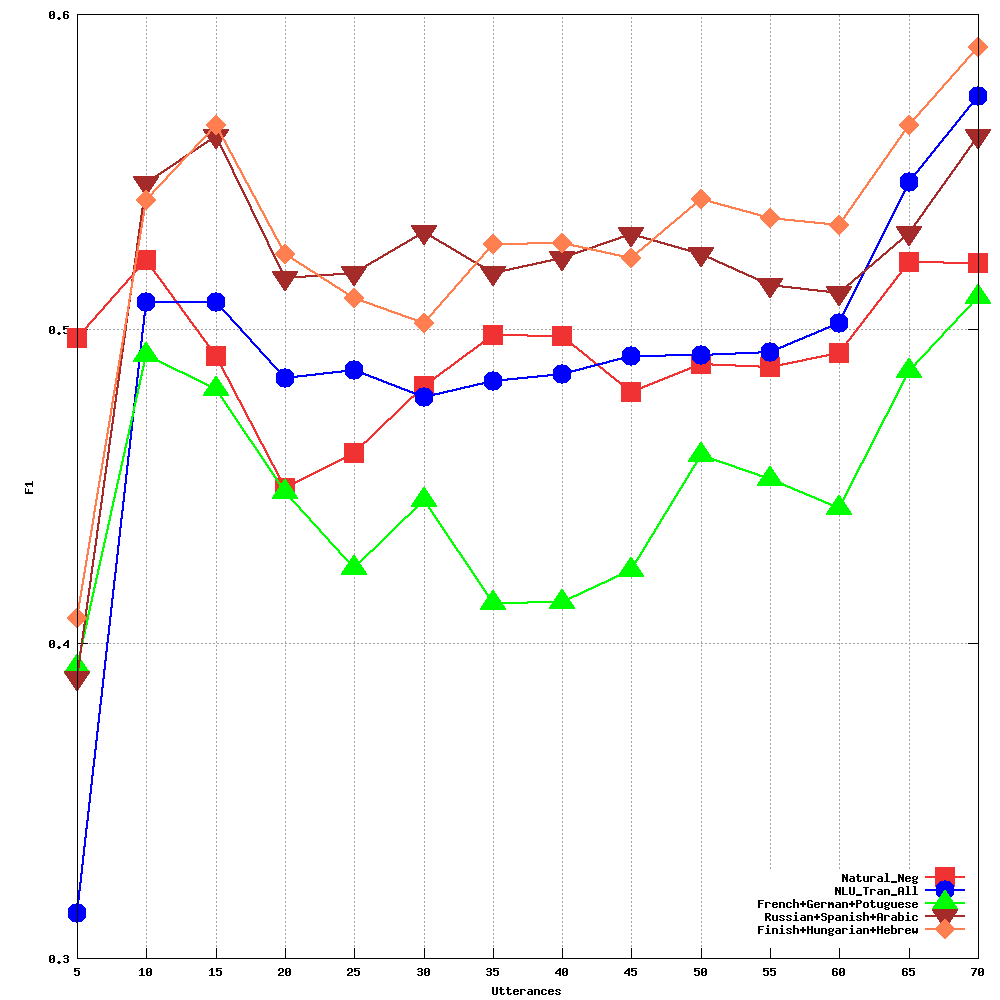 0.6
0.5
0.4
0.3
F1
5 10 15 20 25 30 35 40 45 50 55 60 65 70
Utterances
Natural_Neg
NLU_Tran_All
French+German+Potuguese
Russian+Spanish+Arabic
Finish+Hungarian+Hebrew